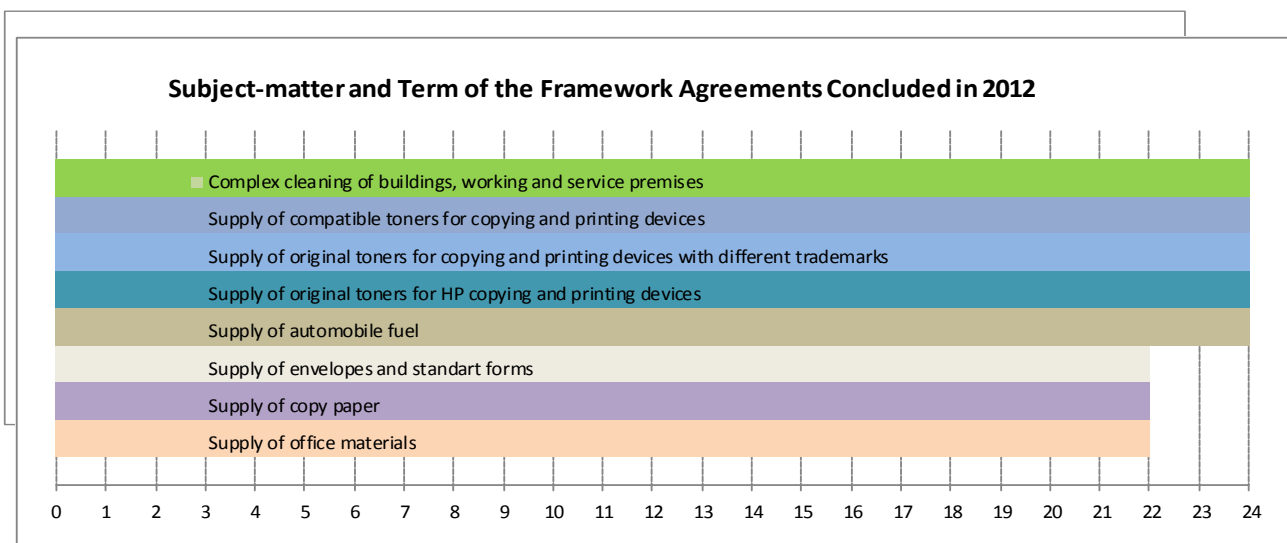 Subject-matter and Term of the Framework Agreements Concluded in 2012
Complex cleaning of buildings, working and service premises
Supply of compatible toners for copying and printing devices
Supply of original toners for copying and printing devices with different trademarks
Supply of original toners for HP copying and printing devices
Supply of automobile fuel
Supply of envelopes and standart forms
Supply of copy paper
Supply of office materials
0 1 2 3 4 5 6 7 8 9 10 11 12 13 14 15 16 17 18 19 20 21 22 23 24